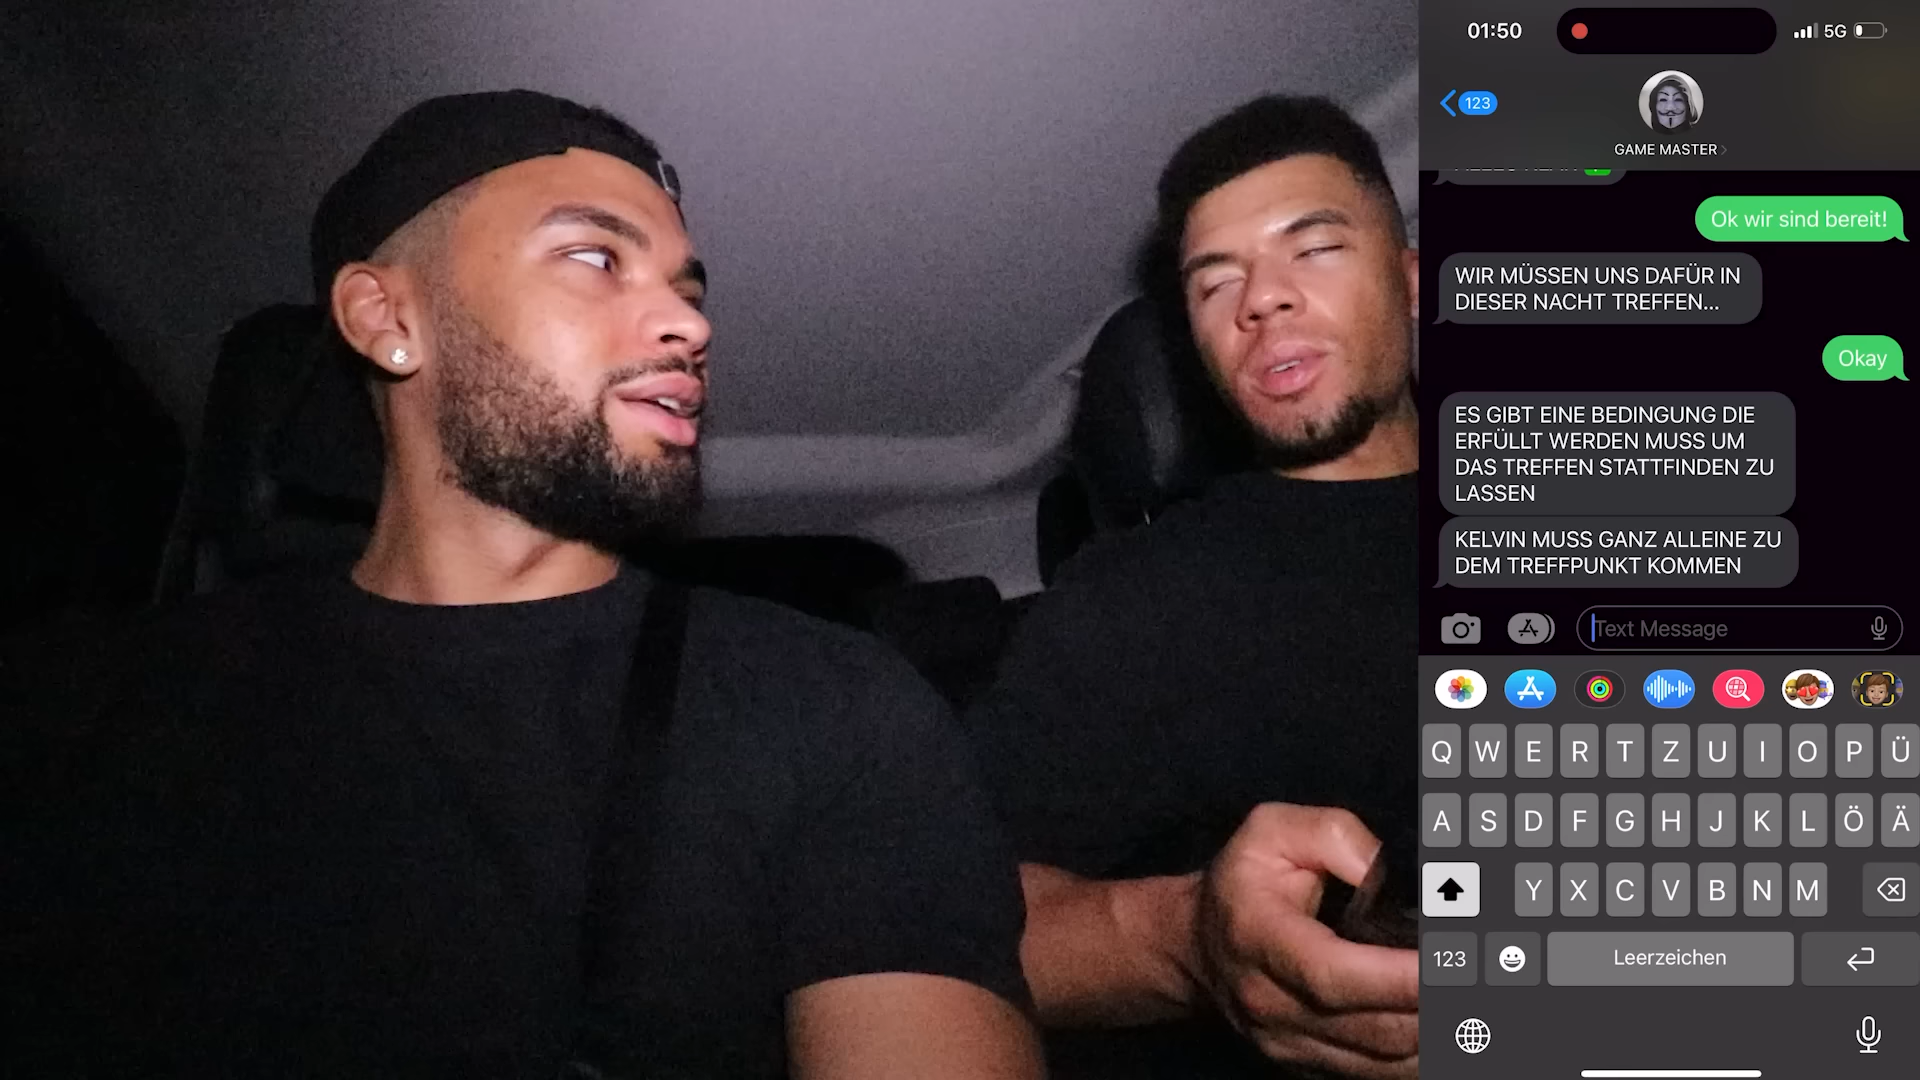 01:50
5G
123
GAME MASTER
Ok wir sind bereit!
WIR MÜSSEN UNS DAFÜR IN
DIESER NACHT TREFFEN...
Okay
ES GIBT EINE BEDINGUNG DIE
ERFÜLLT WERDEN MUSS UM
DAS TREFFEN STATTFINDEN ZU
LASSEN
KELVIN MUSS GANZ ALLEINE ZU
DEM TREFFPUNKT KOMMEN
Text Message
Q W E R T Z U I O P Ü
A S D F G H J K L Ö Ä
Y X C V B N M
123
Leerzeichen